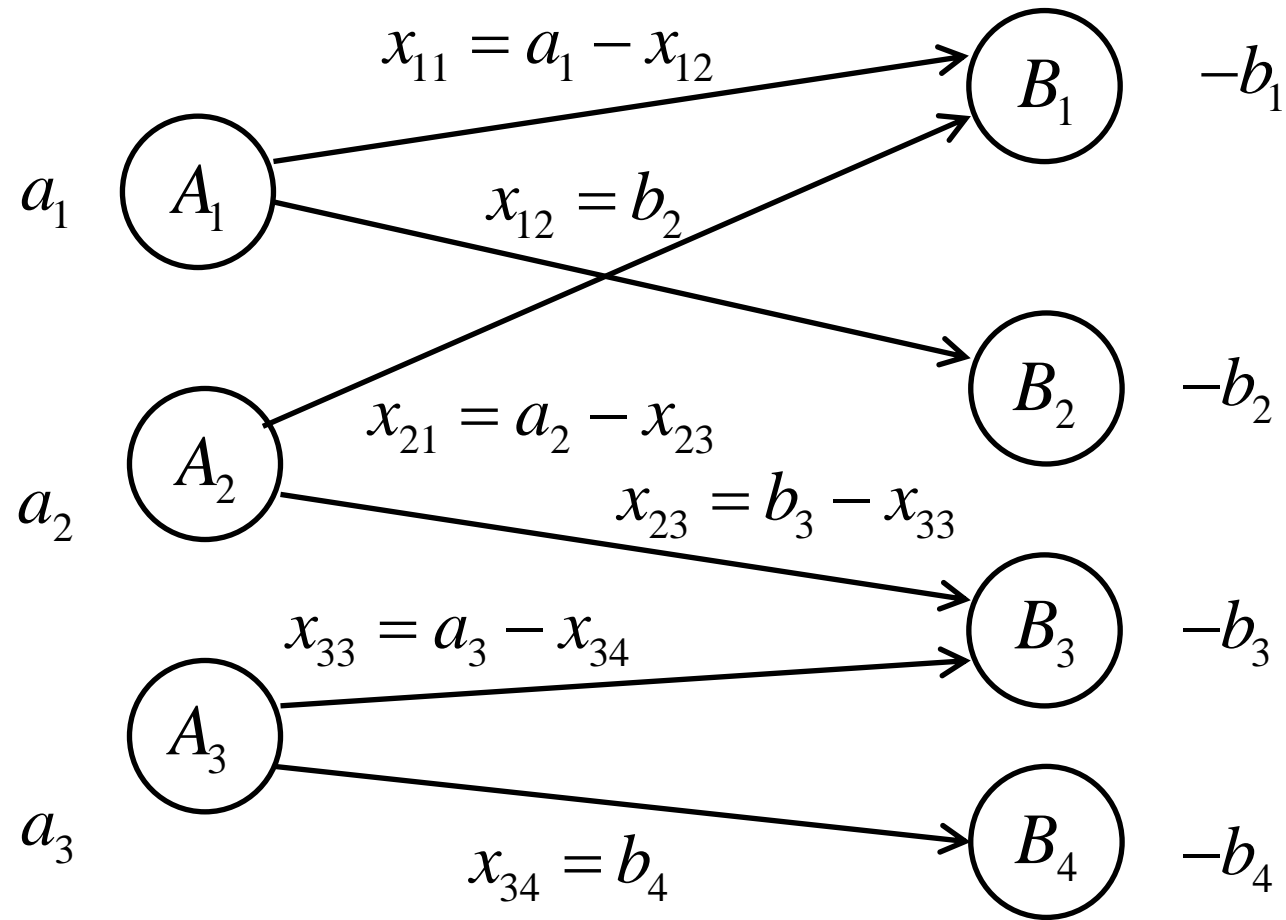 x₁₁ = a₁ − x₁₂
B₁
−b₁
a₁
A₁
x₁₂ = b₂
x₂₁ = a₂ − x₂₃
B₂
−b₂
A₂
a₂
x₂₃ = b₃ − x₃₃
x₃₃ = a₃ − x₃₄
B₃
−b₃
A₃
a₃
x₃₄ = b₄
B₄
−b₄